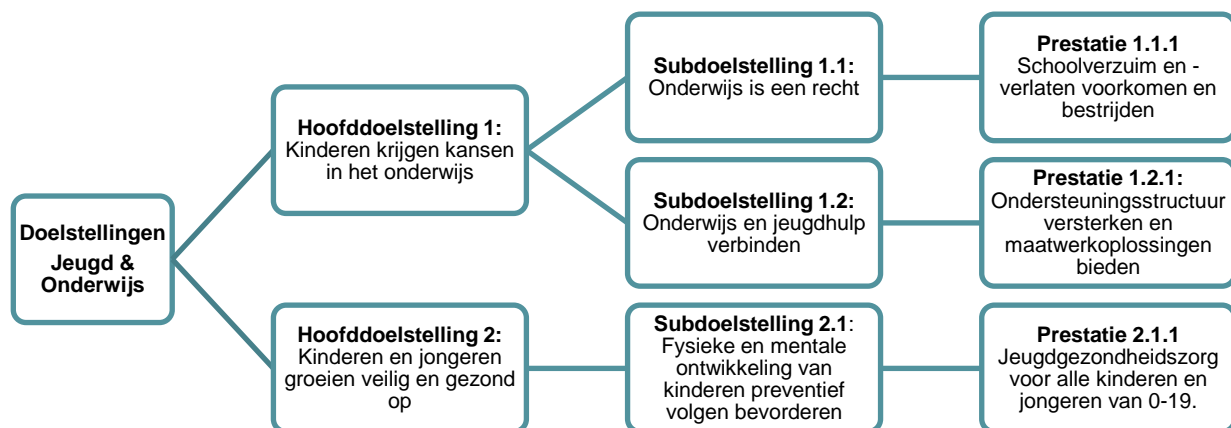 Doelstellingen
Jeugd &
Onderwijs
Hoofddoelstelling 1:
Kinderen krijgen kansen
in het onderwijs
Subdoelstelling 1.1:
Onderwijs is een recht
Prestatie 1.1.1
Schoolverzuim en -
verlaten voorkomen en
bestrijden
Subdoelstelling 1.2:
Onderwijs en jeugdhulp
verbinden
Prestatie 1.2.1:
Ondersteuningsstructuur
versterken en
maatwerkoplossingen
bieden
Hoofddoelstelling 2:
Kinderen en jongeren
groeien veilig en gezond
op
Subdoelstelling 2.1:
Fysieke en mentale
ontwikkeling van
kinderen preventief
volgen bevorderen
Prestatie 2.1.1
Jeugdgezondheidszorg
voor alle kinderen en
jongeren van 0-19.